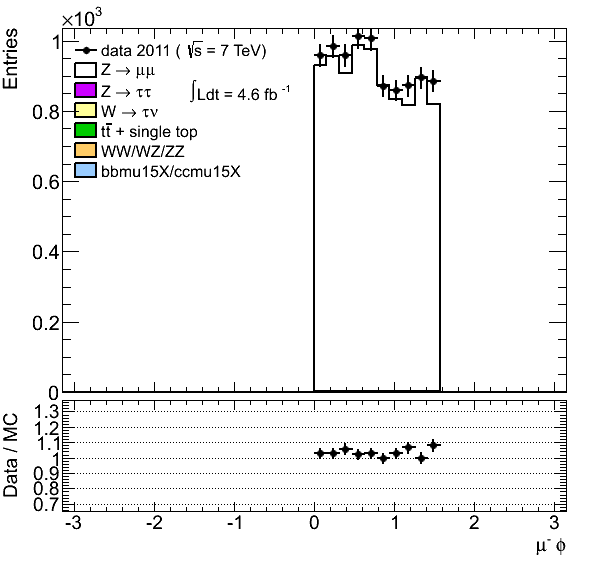 ×10³
Entries
1
0.8
0.6
0.4
0.2
0
data 2011 ( √s = 7 TeV)
Z → μμ
Z → ττ
∫Ldt = 4.6 fb⁻¹
W → τν
tt̄ + single top
WW/WZ/ZZ
bbmu15X/ccmu15X
Data / MC
1.3
1.2
1.1
1
0.9
0.8
0.7
-3 -2 -1 0 1 2 3
μ⁻ ϕ